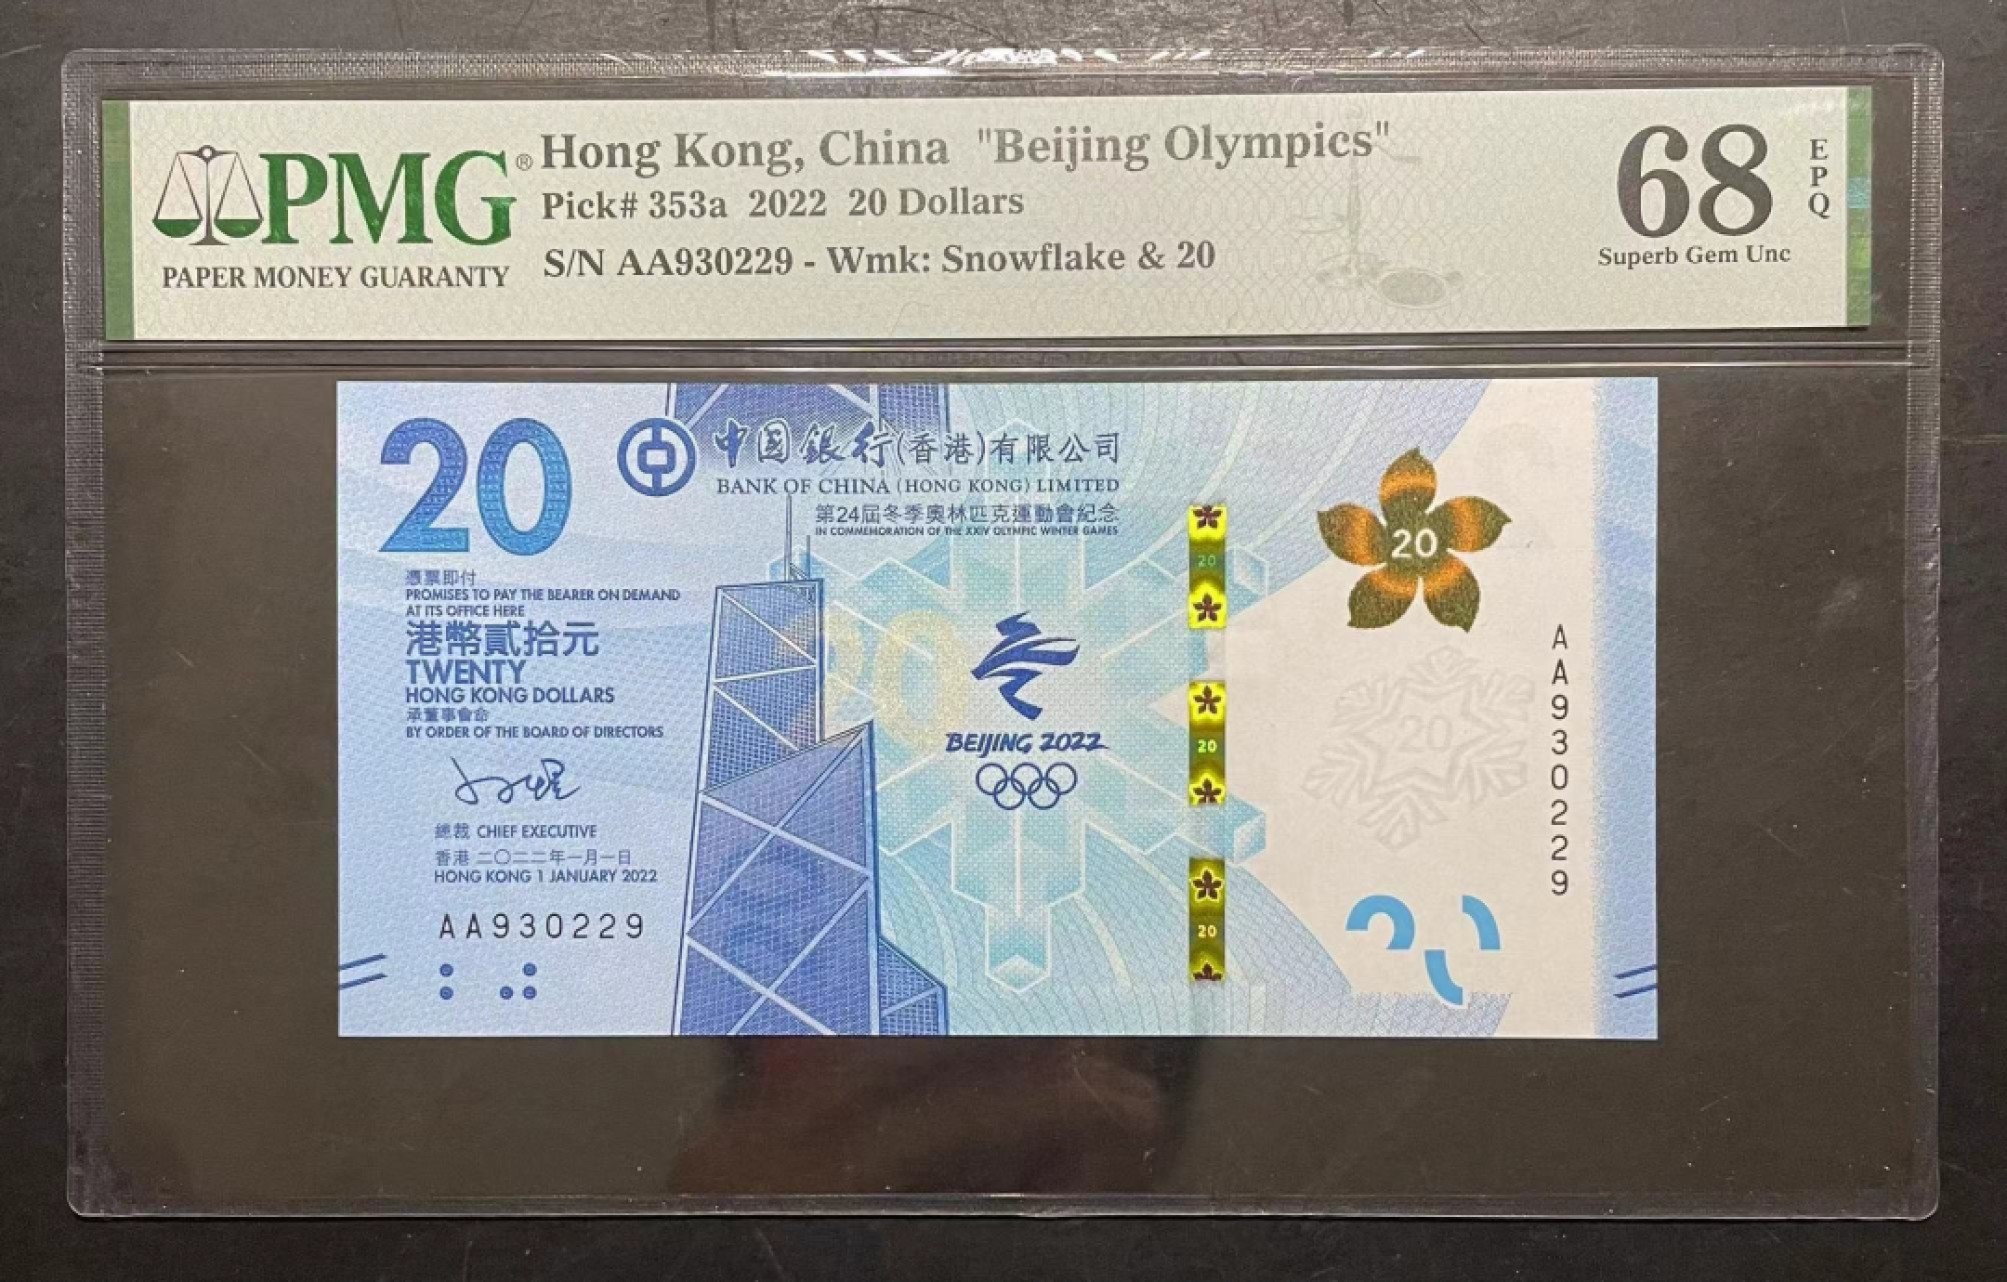 PMG®
PAPER MONEY GUARANTY
Hong Kong, China "Beijing Olympics"
Pick# 353a 2022 20 Dollars
S/N AA930229 - Wmk: Snowflake & 20
68
EPQ
Superb Gem Unc
20
中国銀行(香港)有限公司
BANK OF CHINA (HONG KONG) LIMITED
第24屆冬季奧林匹克運動會紀念
IN COMMEMORATION OF THE XXIV OLYMPIC WINTER GAMES
憑票即付
PROMISES TO PAY THE BEARER ON DEMAND
AT ITS OFFICE HERE
港幣貳拾元
TWENTY
HONG KONG DOLLARS
承董事會命
BY ORDER OF THE BOARD OF DIRECTORS
總裁 CHIEF EXECUTIVE
香港 二〇二二年一月一日
HONG KONG 1 JANUARY 2022
AA930229
20
BEIJING 2022
20
20
20
20
20
AA930229